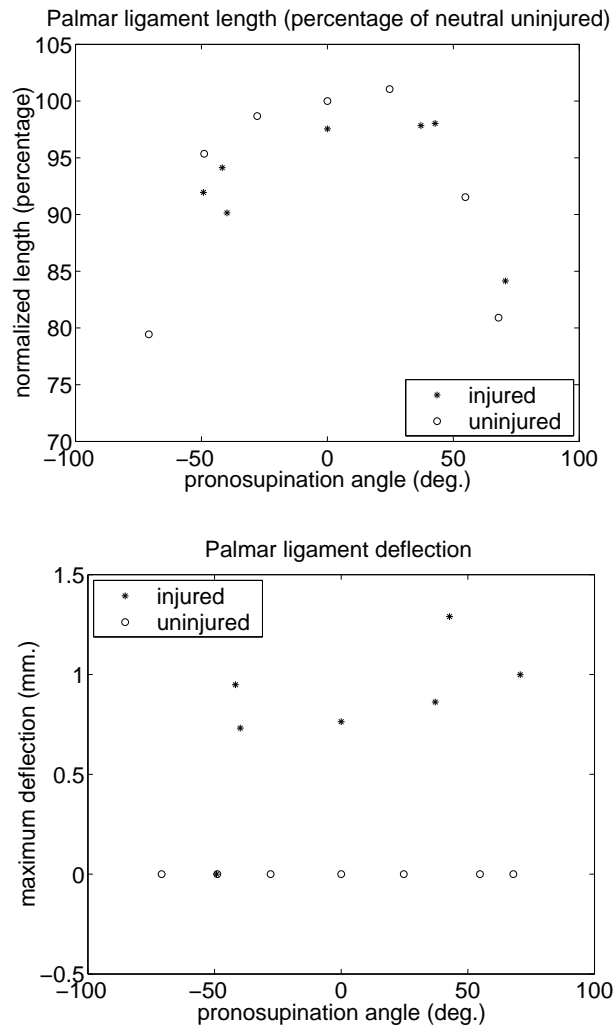 Palmar ligament length (percentage of neutral uninjured)
105
100
95
90
85
80
75
70
normalized length (percentage)
injured
uninjured
−100
−50
0
50
100
pronosupination angle (deg.)
Palmar ligament deflection
1.5
1
0.5
0
−0.5
maximum deflection (mm.)
injured
uninjured
−100
−50
0
50
100
pronosupination angle (deg.)